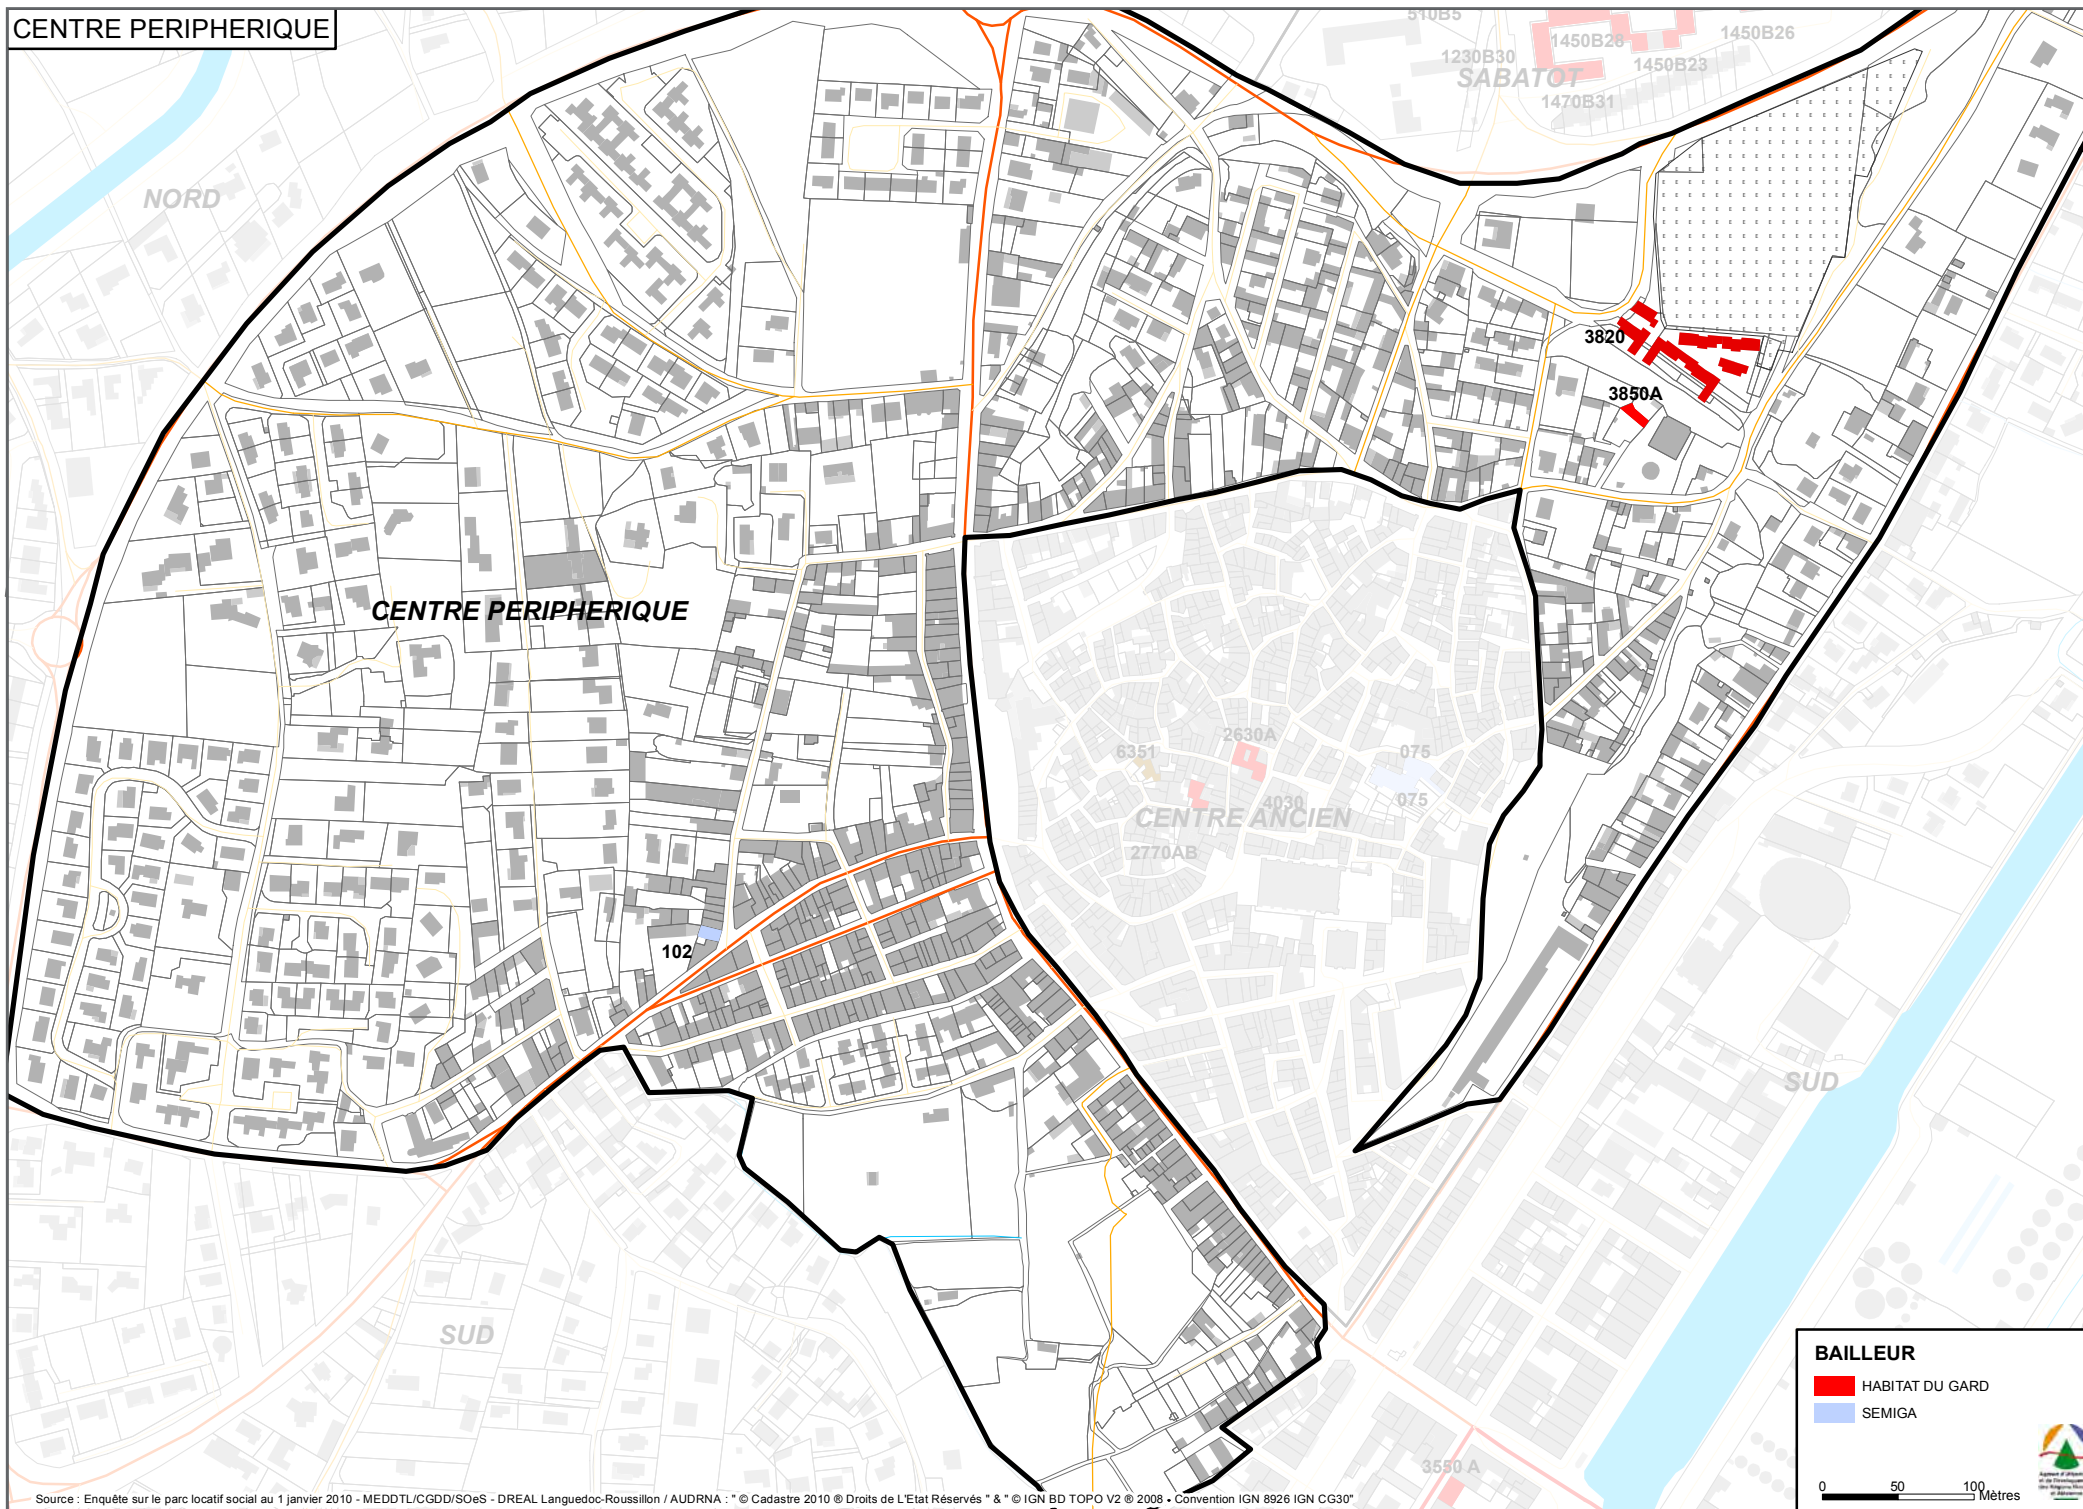 CENTRE PERIPHERIQUE
510B5
1450B28
1450B26
1230B30
1450B23
SABATOT
1470B31
NORD
3820
3850A
CENTRE PERIPHERIQUE
2630A
6351
075
4030
075
CENTRE ANCIEN
2770AB
102
SUD
SUD
3550 A
BAILLEUR
HABITAT DU GARD
SEMIGA
0 50 100 Mètres
Source : Enquête sur le parc locatif social au 1 janvier 2010 - MEDDTL/CGDD/SOeS - DREAL Languedoc-Roussillon / AUDRNA : " © Cadastre 2010 ® Droits de L'Etat Réservés " & " © IGN BD TOPO V2 ® 2008 • Convention IGN 8926 IGN CG30"